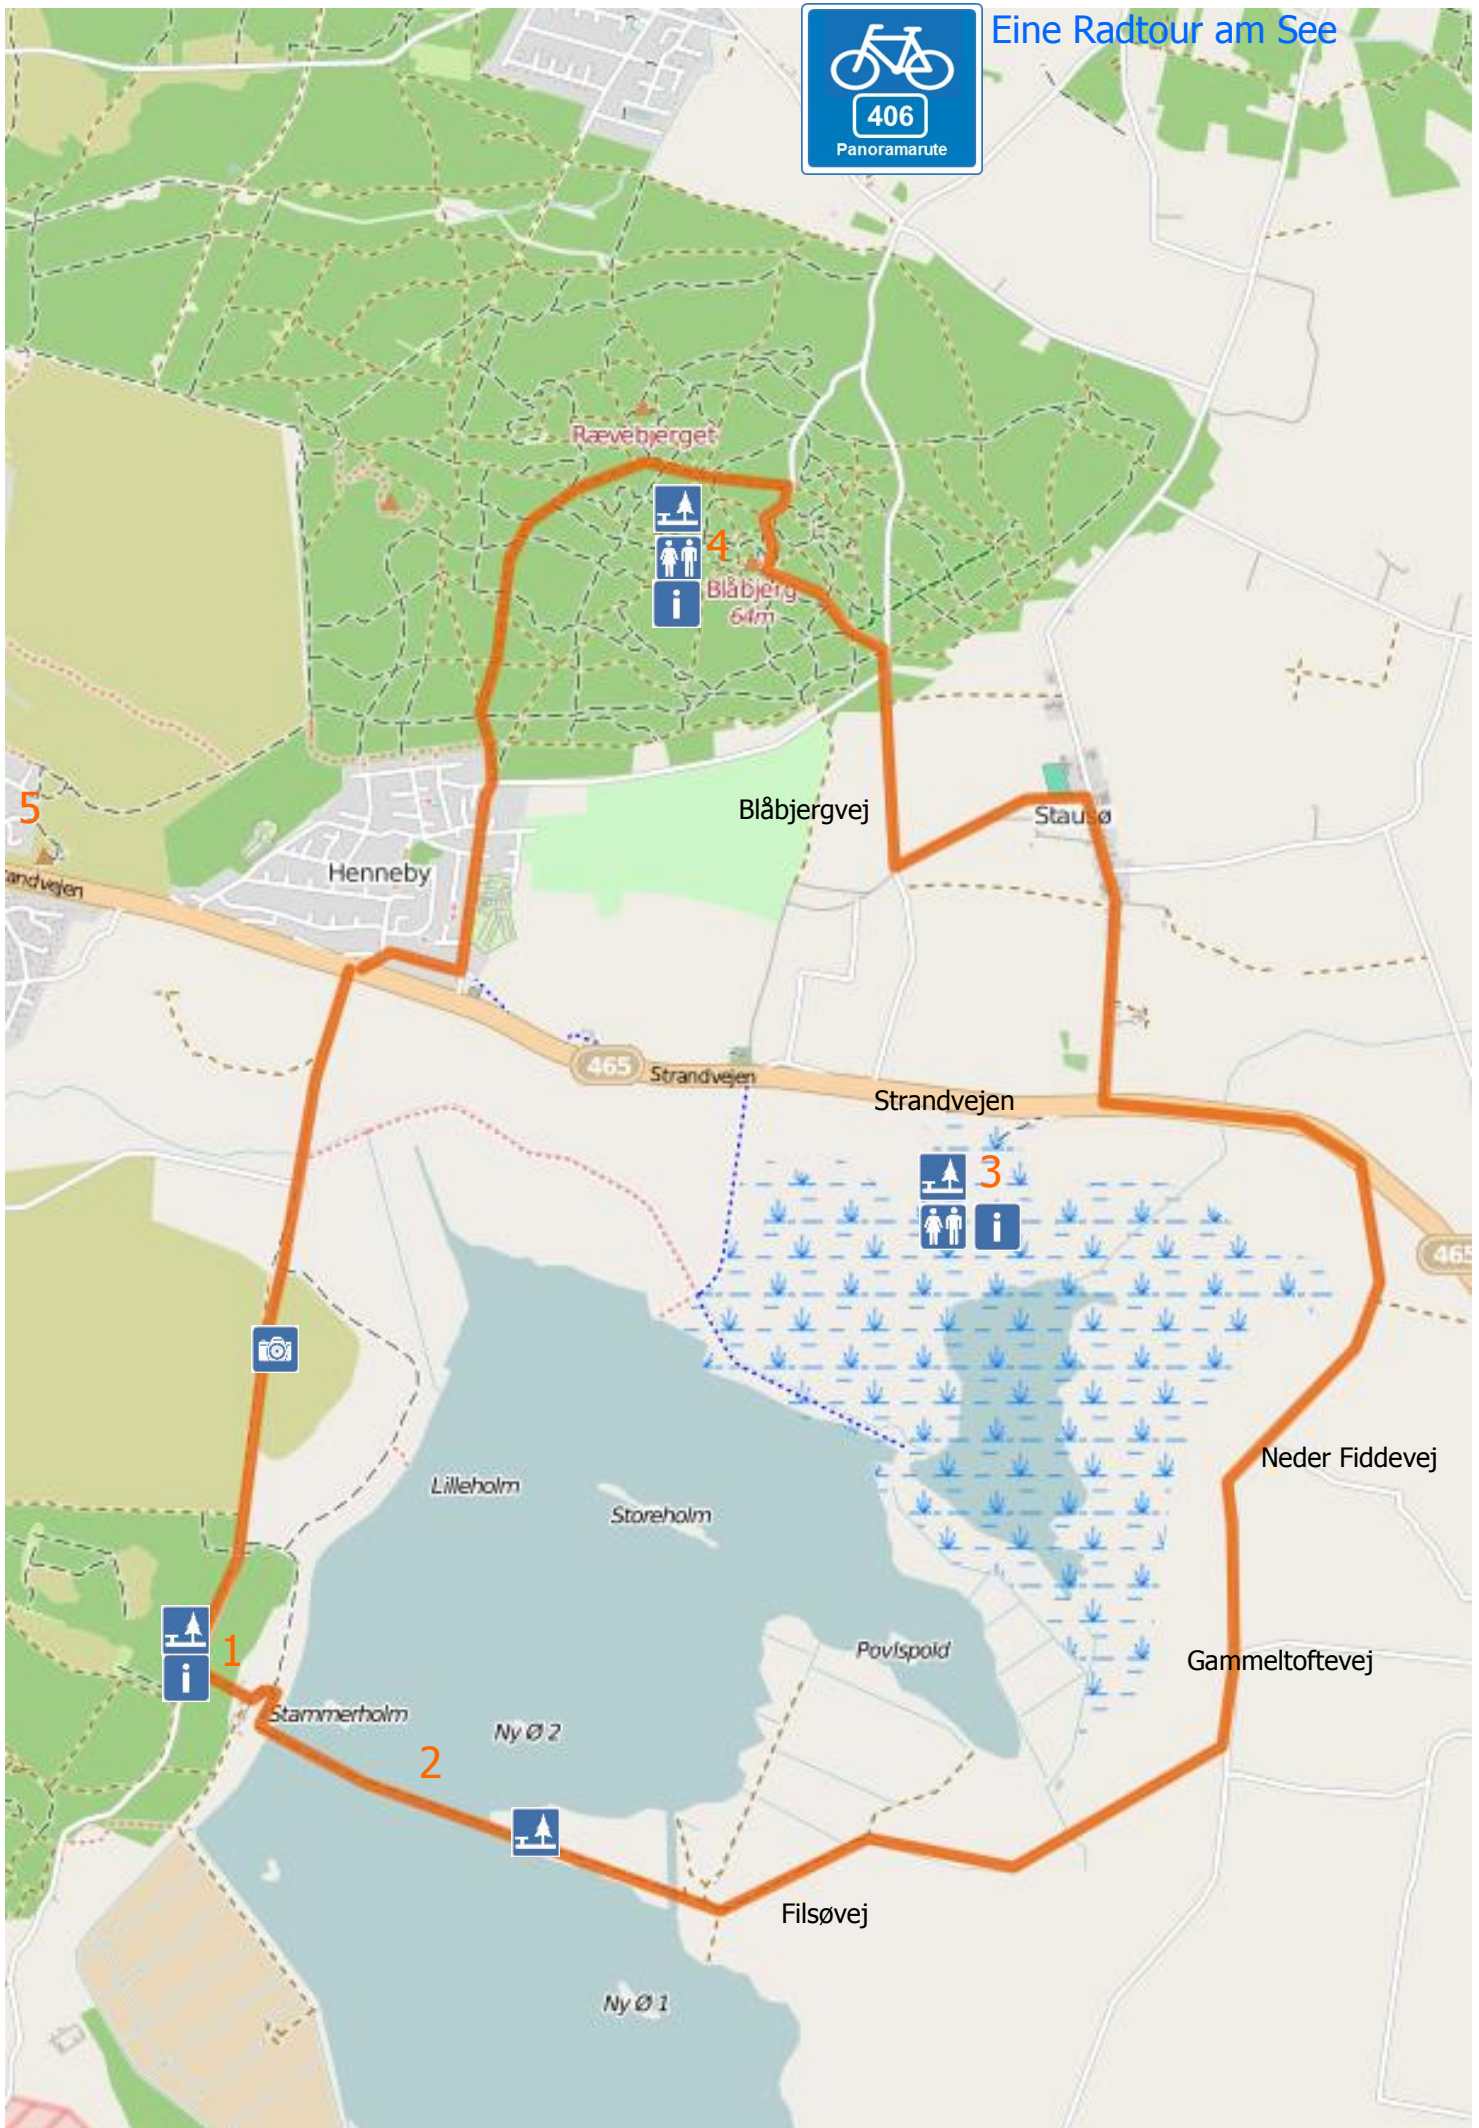 Eine Radtour am See
406
Panoramarute
Rævebjerget
4
Blåbjerg
64m
i
5
Blåbjergvej
Stausø
Henneby
andvejen
465
Strandvejen
Strandvejen
3
i
465
Neder Fiddevej
Lilleholm
Storeholm
1
i
Povlspold
Gammeltoftevej
Stammerholm
Ny Ø 2
2
Filsøvej
Ny Ø 1